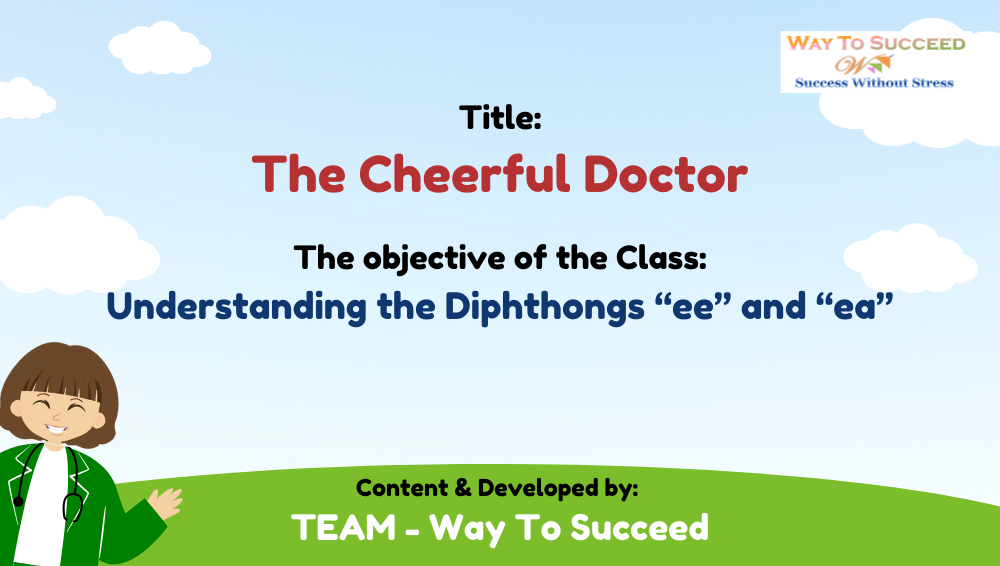 WAY TO SUCCEED
Success Without Stress
Title:
The Cheerful Doctor
The objective of the Class:
Understanding the Diphthongs “ee” and “ea”
Content & Developed by:
TEAM - Way To Succeed